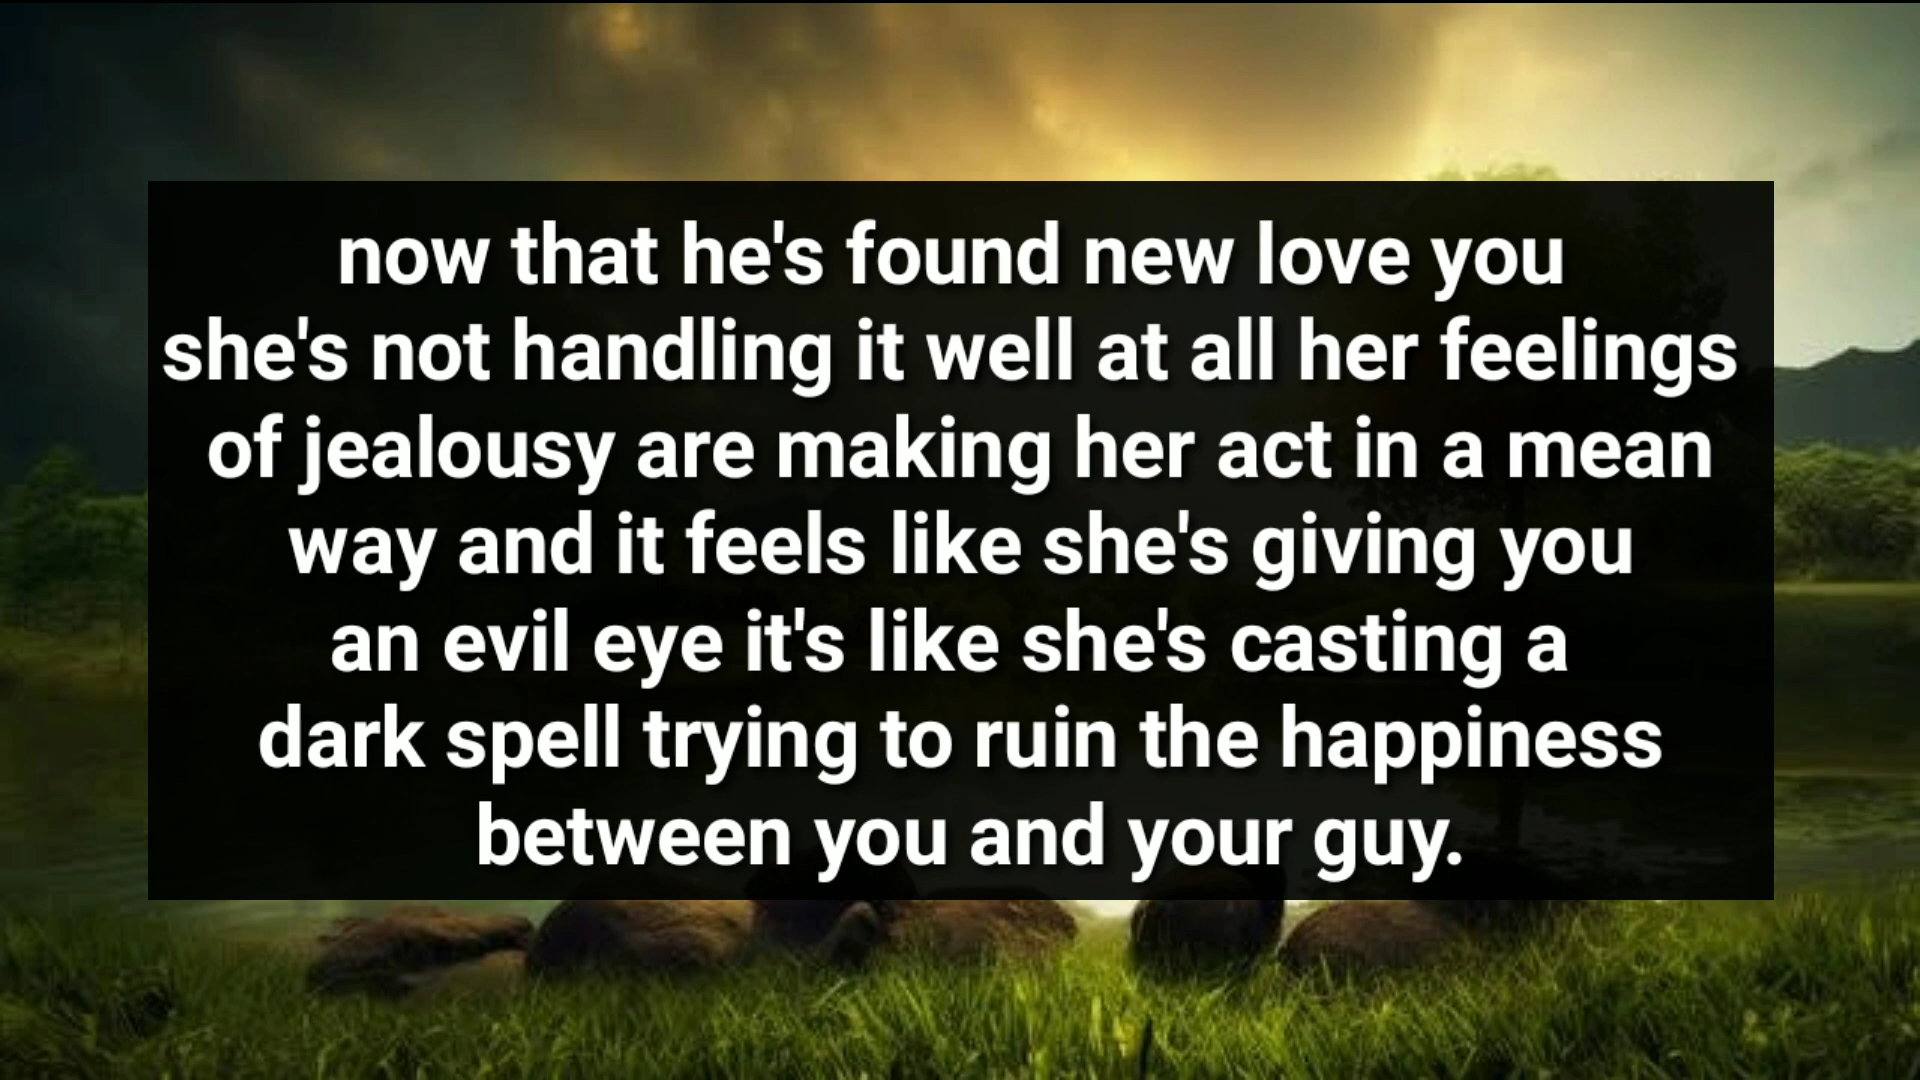 now that he's found new love you
she's not handling it well at all her feelings
of jealousy are making her act in a mean
way and it feels like she's giving you
an evil eye it's like she's casting a
dark spell trying to ruin the happiness
between you and your guy.